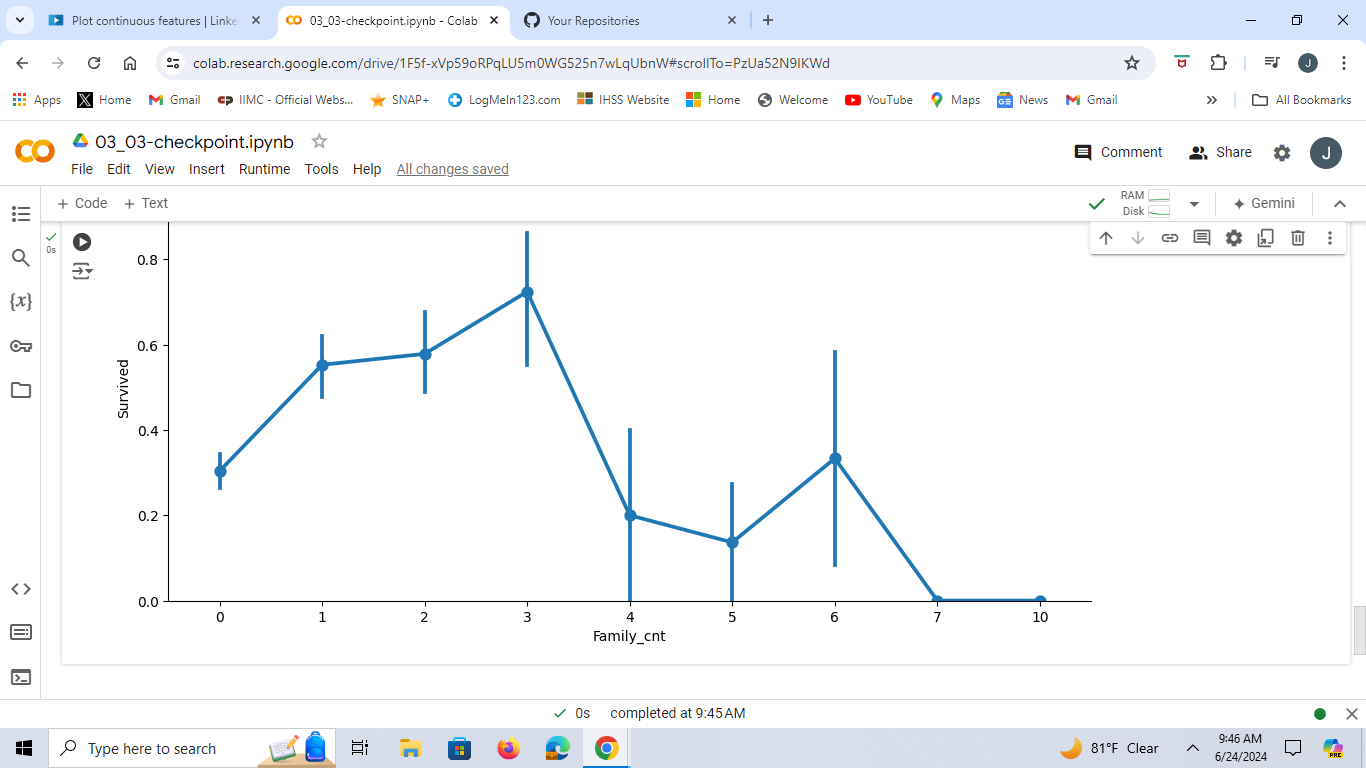 Plot continuous features | Linke
03_03-checkpoint.ipynb - Colab
Your Repositories
colab.research.google.com/drive/1F5f-xVp59oRPqLU5m0WG525n7wLqUbnW#scrollTo=PzUa52N9IKWd
J
Apps
Home
Gmail
IIMC - Official Webs...
SNAP+
LogMeIn123.com
IHSS Website
Home
Welcome
YouTube
Maps
News
Gmail
All Bookmarks
03_03-checkpoint.ipynb
Comment
Share
J
File Edit View Insert Runtime Tools Help All changes saved
+ Code + Text
RAM
Disk
Gemini
0s
{x}
0.8
0.6
0.4
0.2
0.0
Survived
0 1 2 3 4 5 6 7 10
Family_cnt
0s completed at 9:45 AM
Type here to search
81°F Clear
9:46 AM
6/24/2024
PRE